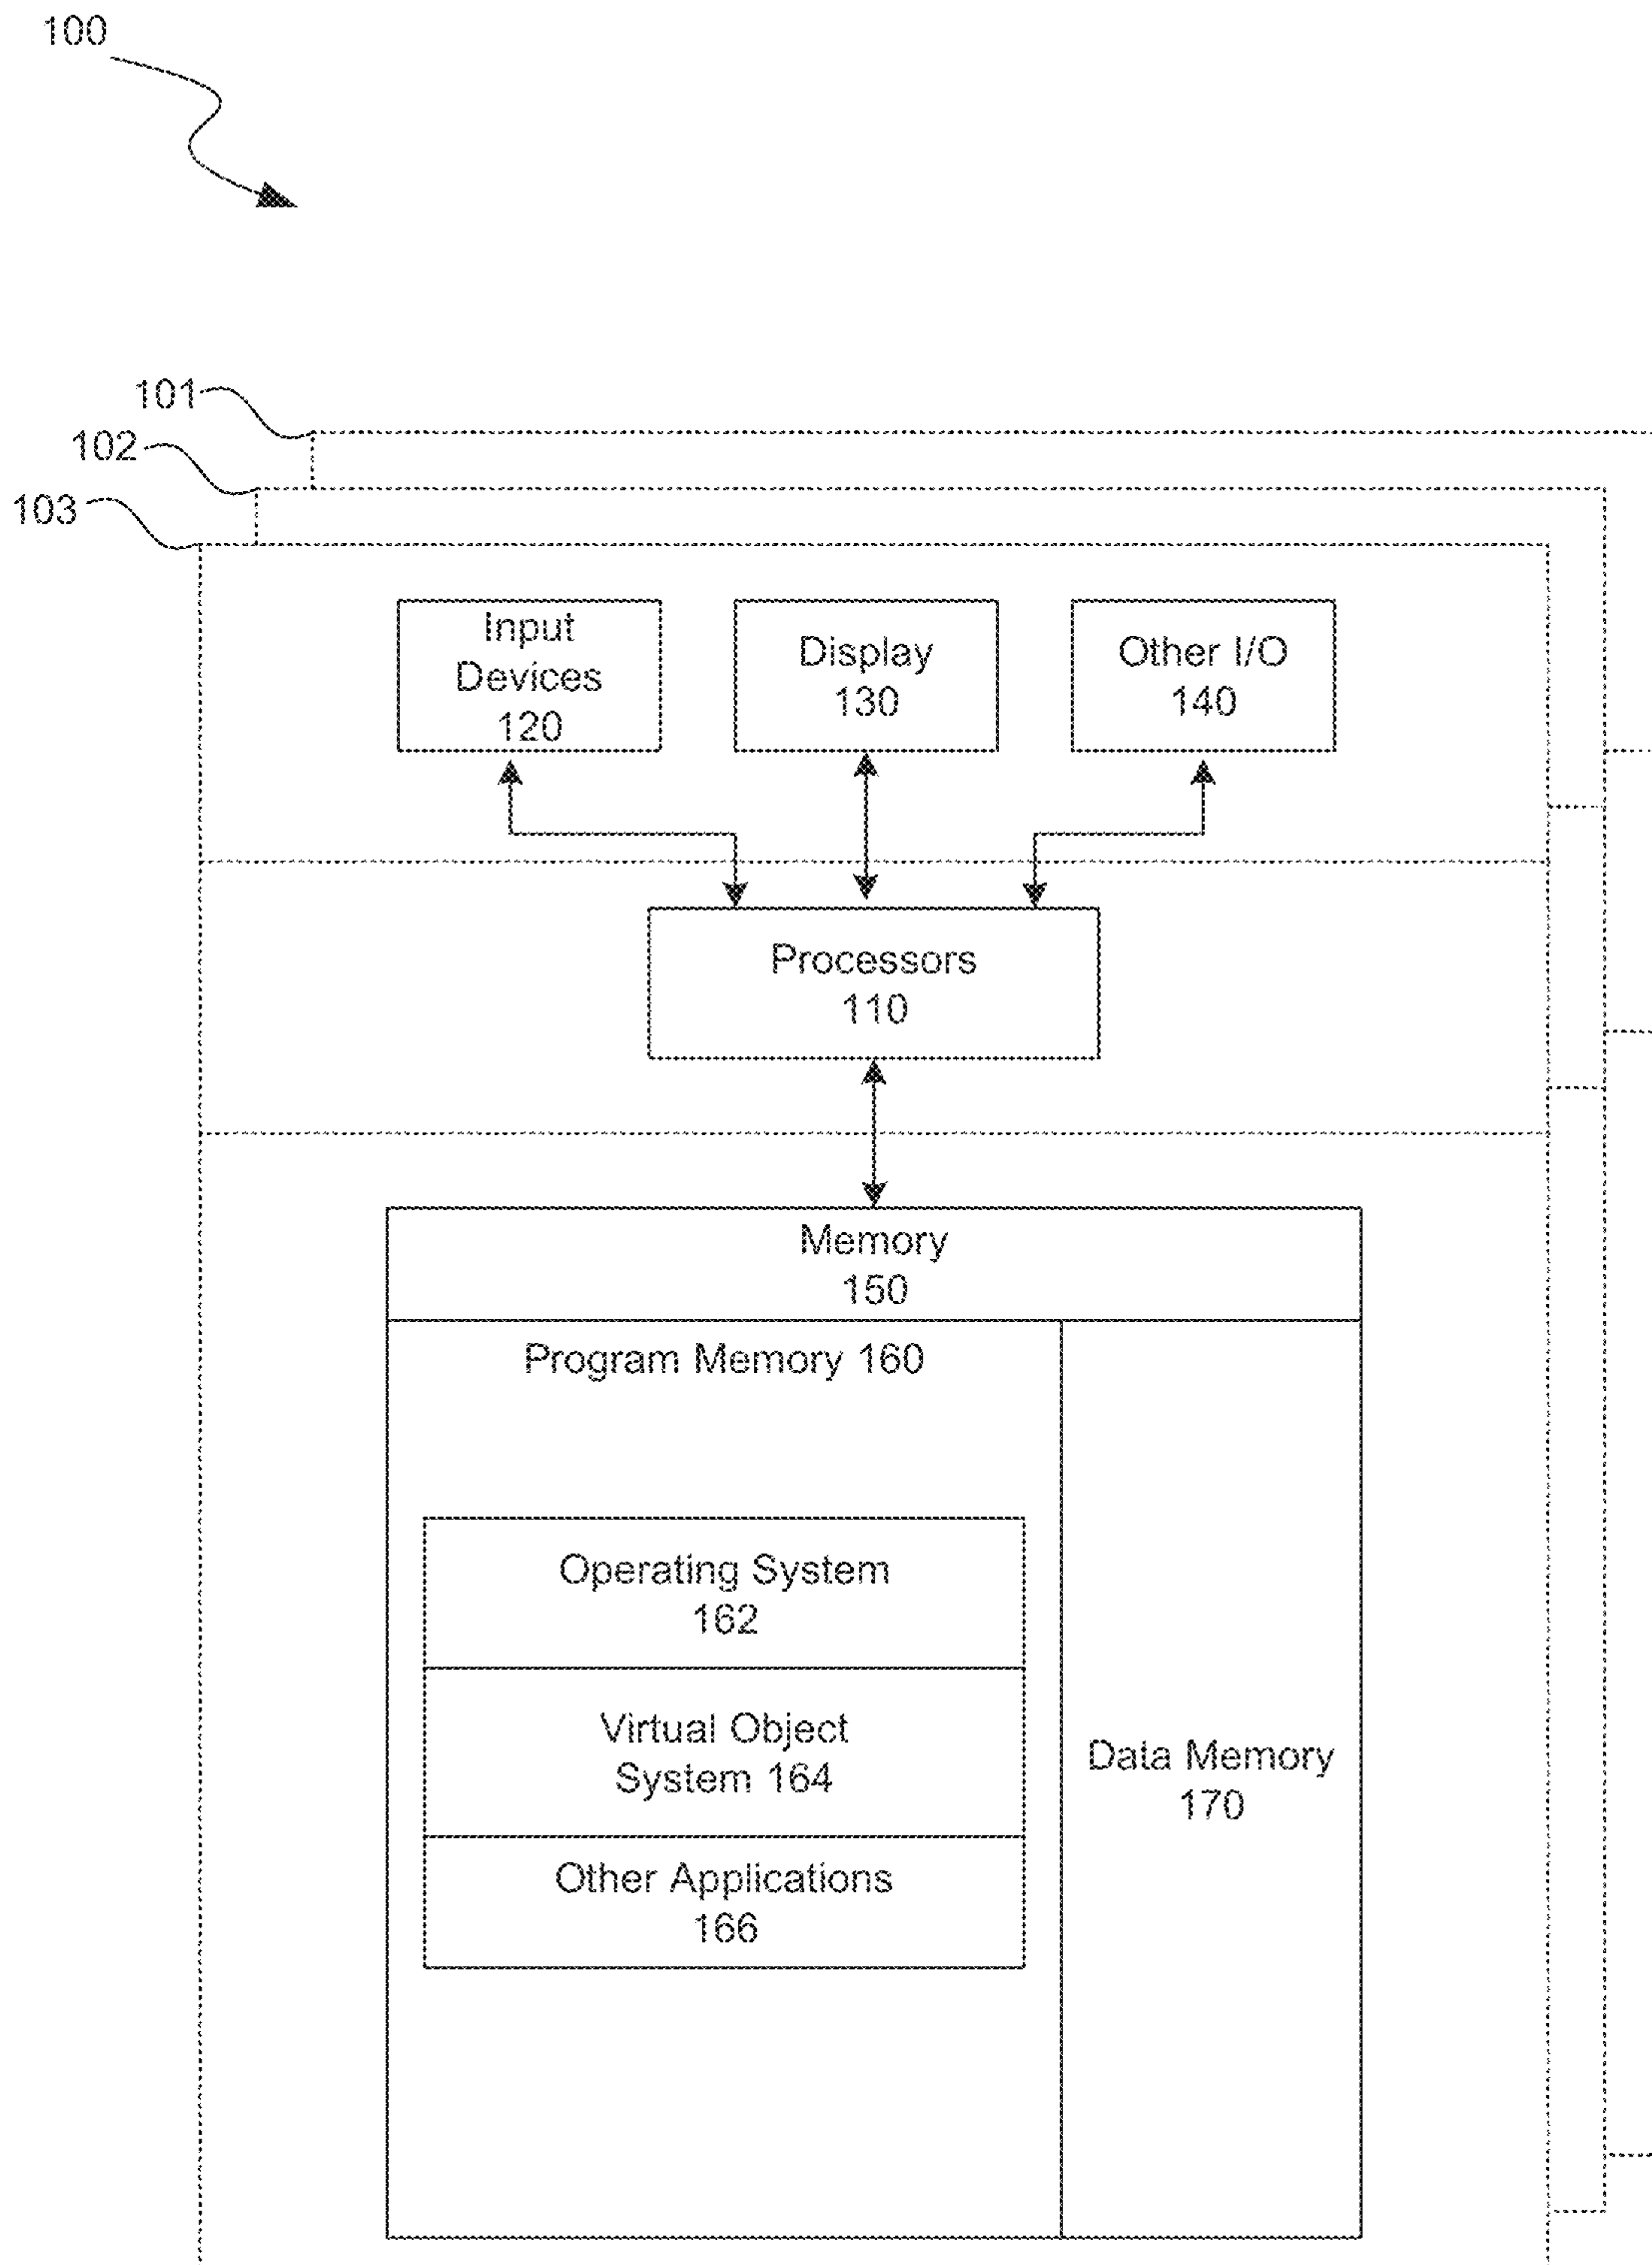 100
101
102
103
Input
Devices
120
Display
130
Other I/O
140
Processors
110
Memory
150
Program Memory 160
Operating System
162
Virtual Object
System 164
Other Applications
166
Data Memory
170